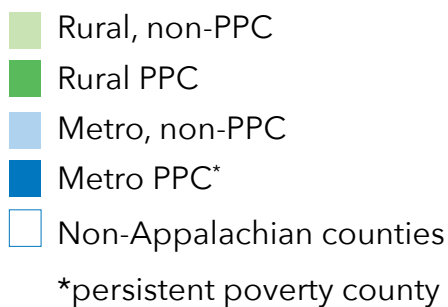 Rural, non-PPC
Rural PPC
Metro, non-PPC
Metro PPC*
Non-Appalachian counties
*persistent poverty county